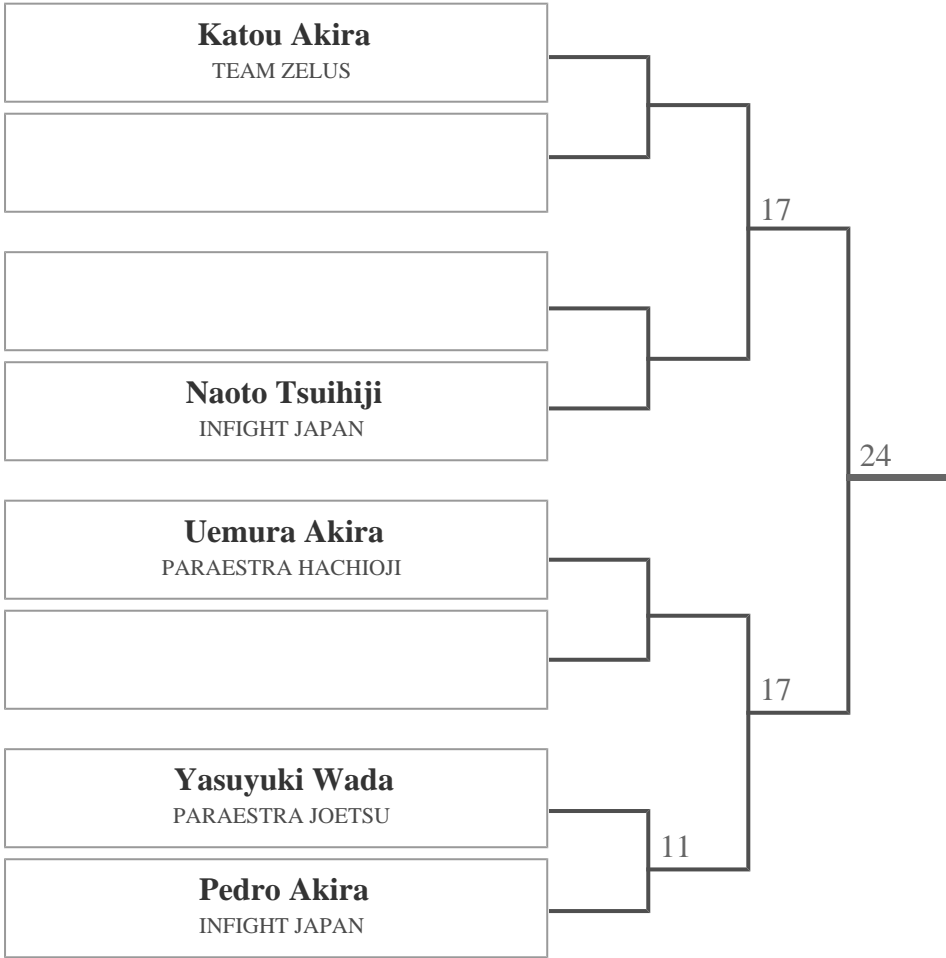 Katou Akira
TEAM ZELUS
17
Naoto Tsuihiji
INFIGHT JAPAN
24
Uemura Akira
PARAESTRA HACHIOJI
17
Yasuyuki Wada
PARAESTRA JOETSU
11
Pedro Akira
INFIGHT JAPAN